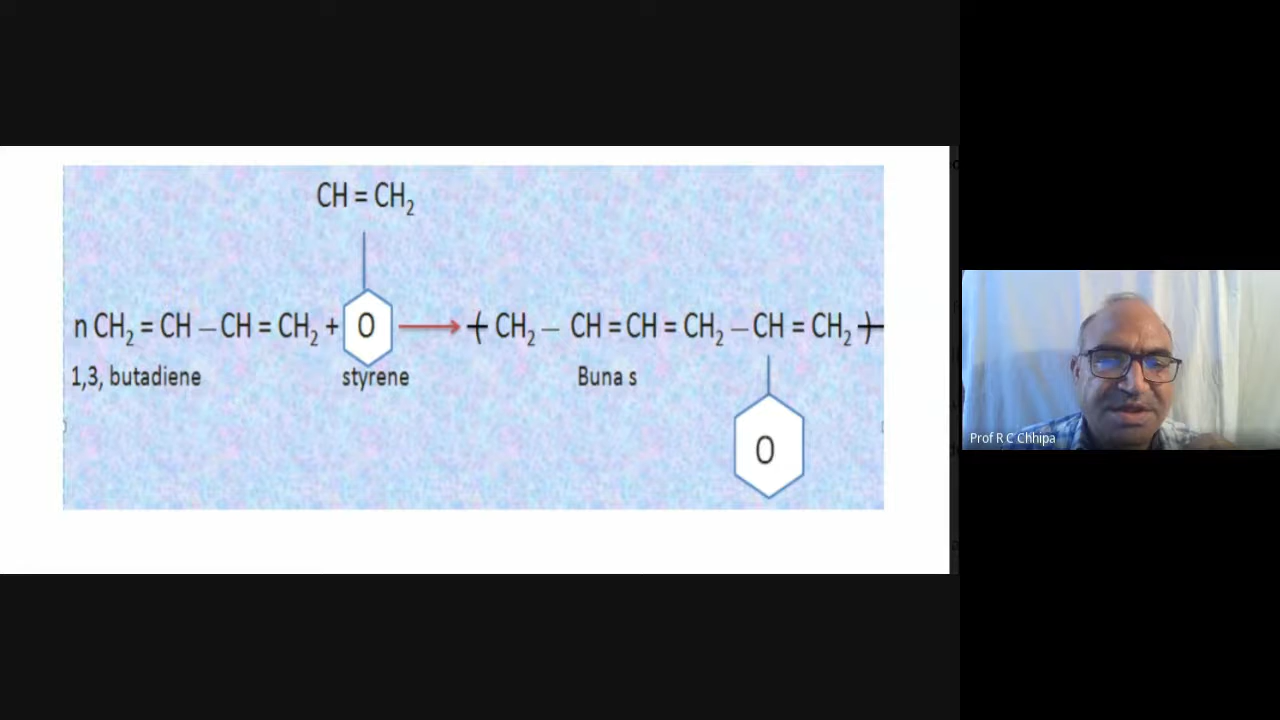 CH = CH₂
n CH₂ = CH – CH = CH₂ + O ⟶ ( CH₂ – CH = CH = CH₂ – CH = CH₂ )
1,3, butadiene styrene Buna s
O
Prof R C Chhipa